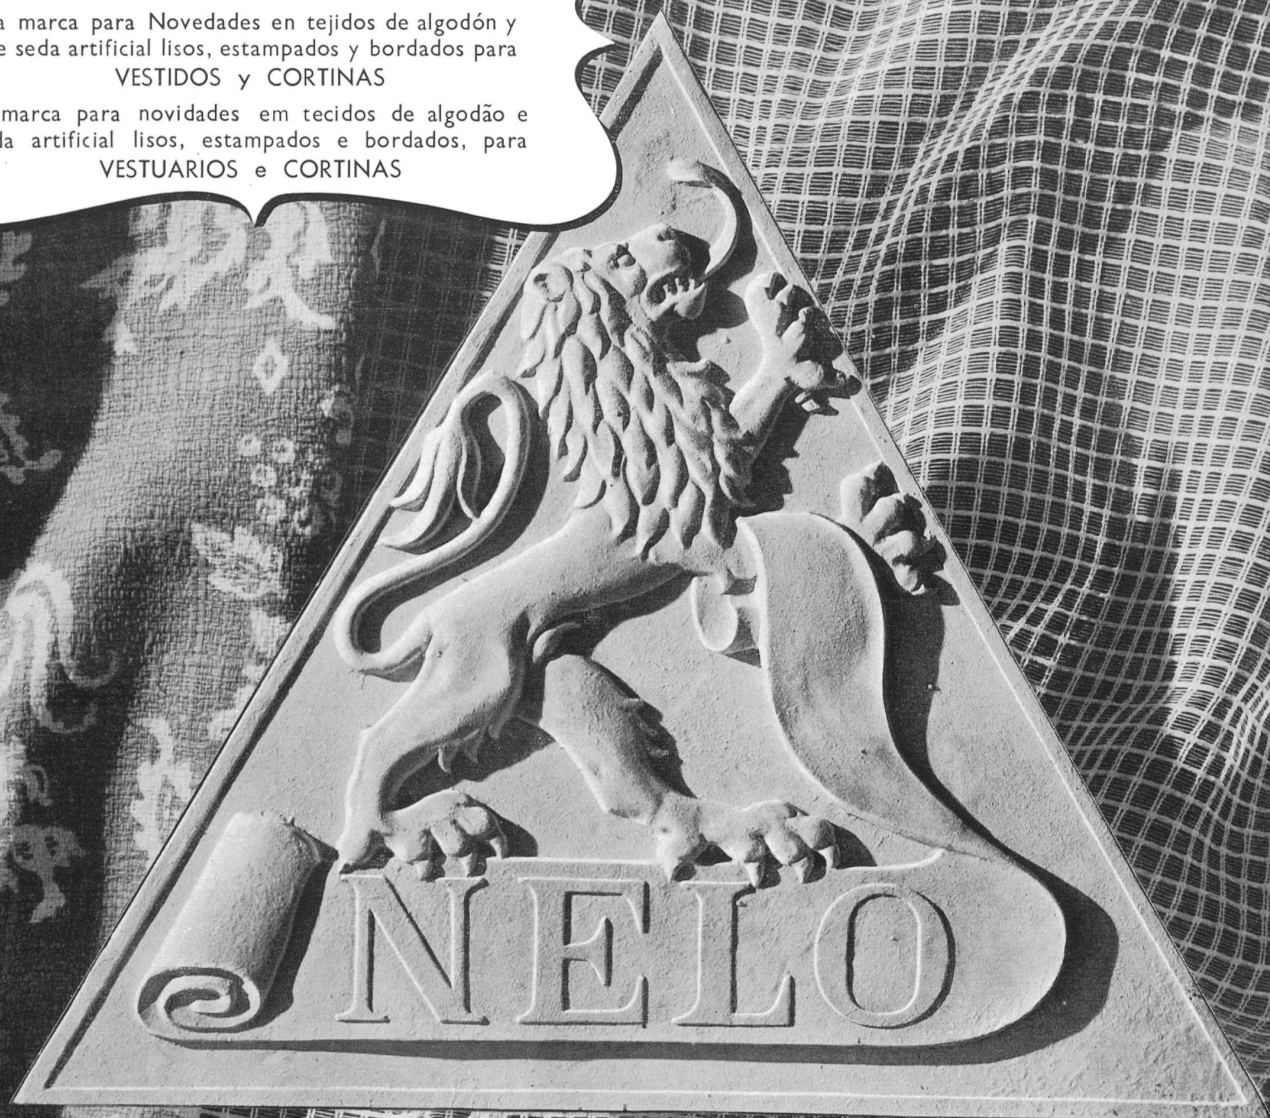 marca para Novedades en tejidos de algodón y
seda artificial lisos, estampados y bordados para
VESTIDOS y CORTINAS
marca para novidades em tecidos de algodão e
artificial lisos, estampados e bordados, para
VESTUARIOS e CORTINAS
NELO